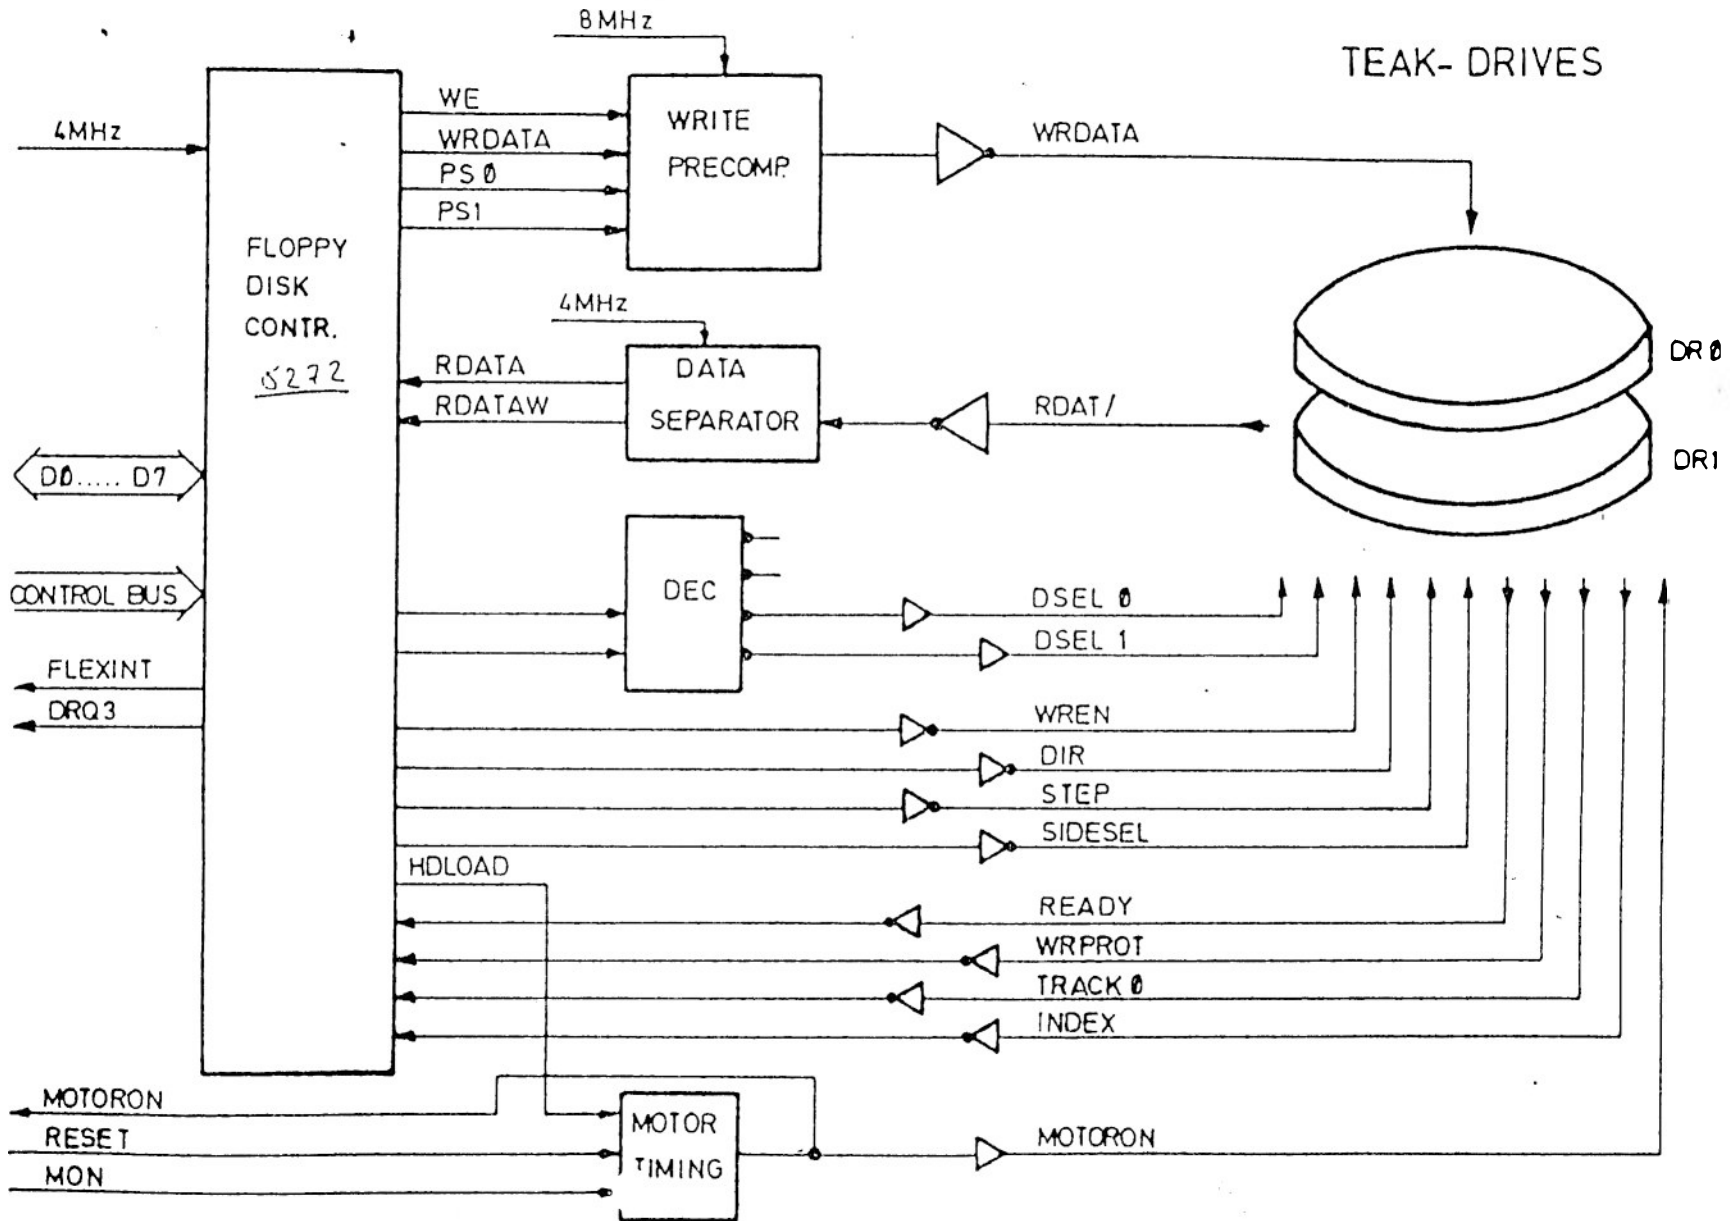 8MHz
TEAK- DRIVES
4MHz
WE
WRDATA
PS0
PS1
WRITE
PRECOMP.
WRDATA
FLOPPY
DISK
CONTR.
8272
4MHz
RDATA
RDATAW
DATA
SEPARATOR
RDAT/
DR0
DR1
D0..... D7
CONTROL BUS
FLEXINT
DRQ3
DEC
DSEL 0
DSEL 1
WREN
DIR
STEP
SIDESEL
HDLOAD
READY
WRPROT
TRACK0
INDEX
MOTORON
RESET
MON
MOTOR
TIMING
MOTORON